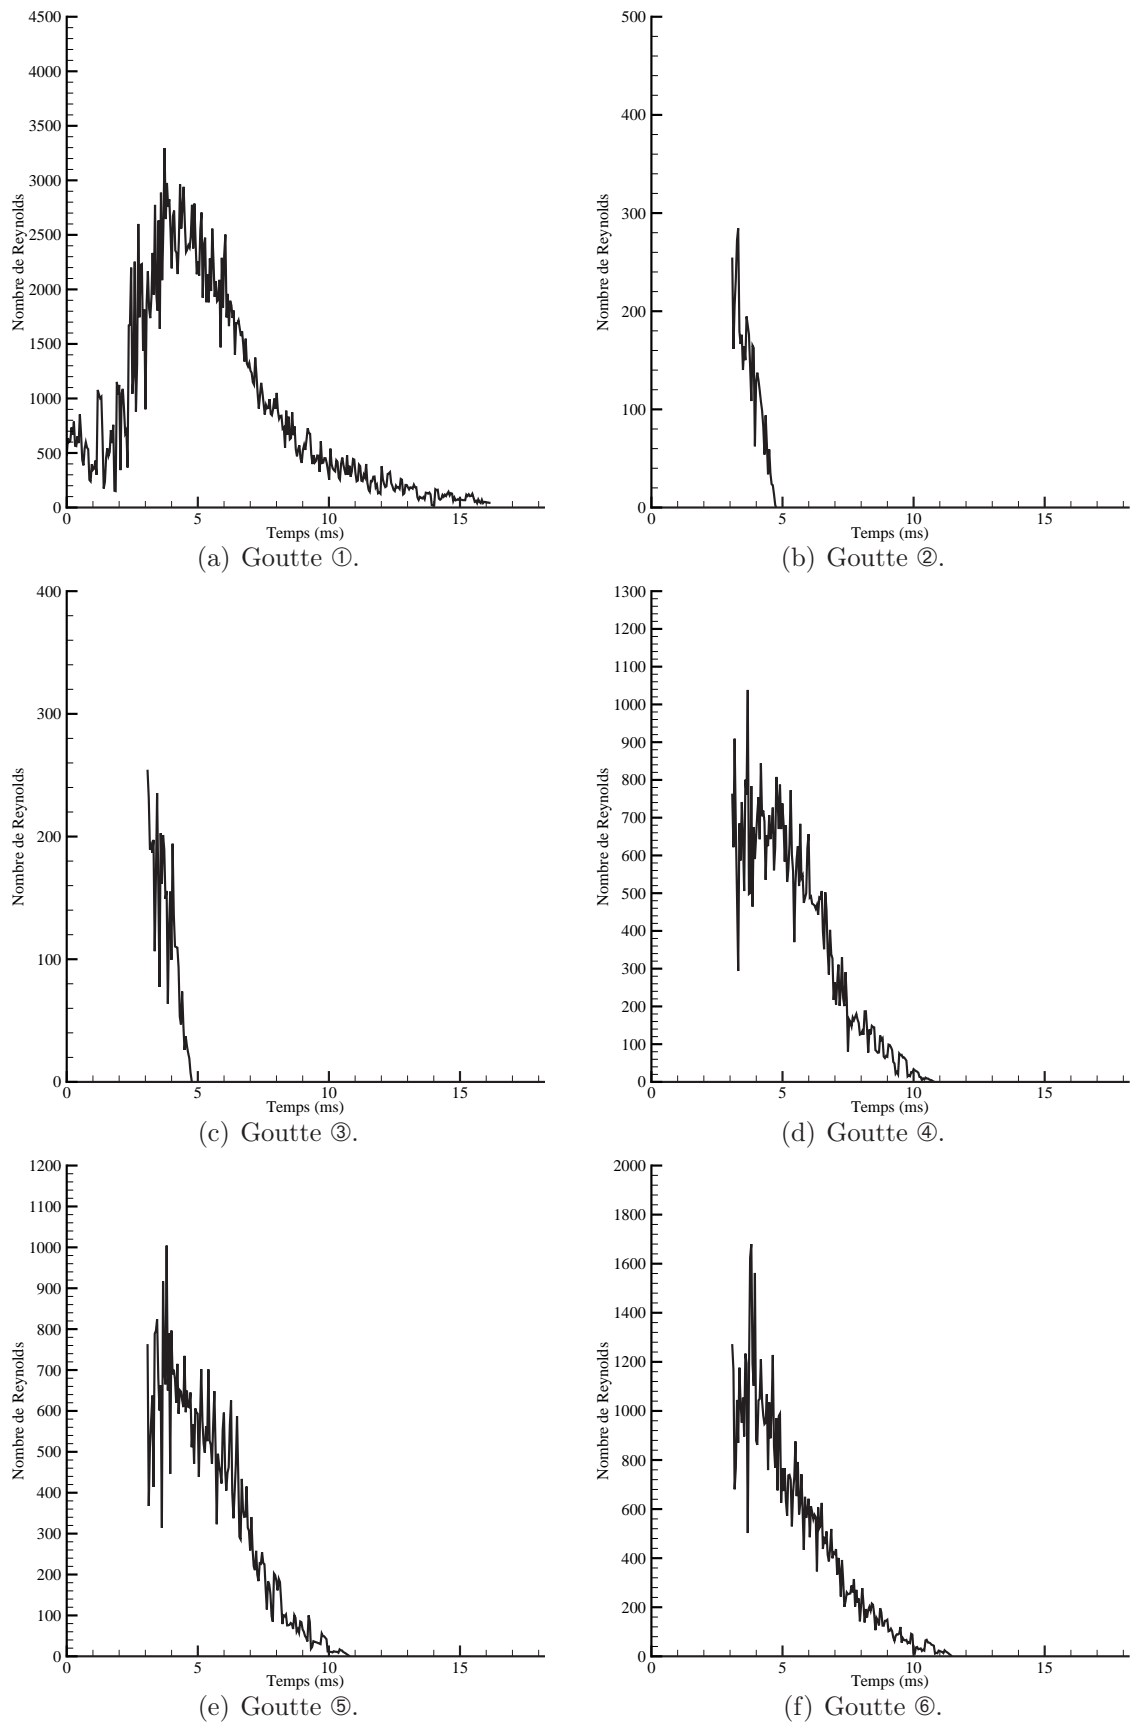 4500
4000
3500
3000
2500
2000
1500
1000
500
0
0 5 10 15
Nombre de Reynolds
Temps (ms)
(a) Goutte ①.
500
400
300
200
100
0
0 5 10 15
Nombre de Reynolds
Temps (ms)
(b) Goutte ②.
400
300
200
100
0
0 5 10 15
Nombre de Reynolds
Temps (ms)
(c) Goutte ③.
1300
1200
1100
1000
900
800
700
600
500
400
300
200
100
0
0 5 10 15
Nombre de Reynolds
Temps (ms)
(d) Goutte ④.
1200
1100
1000
900
800
700
600
500
400
300
200
100
0
0 5 10 15
Nombre de Reynolds
Temps (ms)
(e) Goutte ⑤.
2000
1800
1600
1400
1200
1000
800
600
400
200
0
0 5 10 15
Nombre de Reynolds
Temps (ms)
(f) Goutte ⑥.